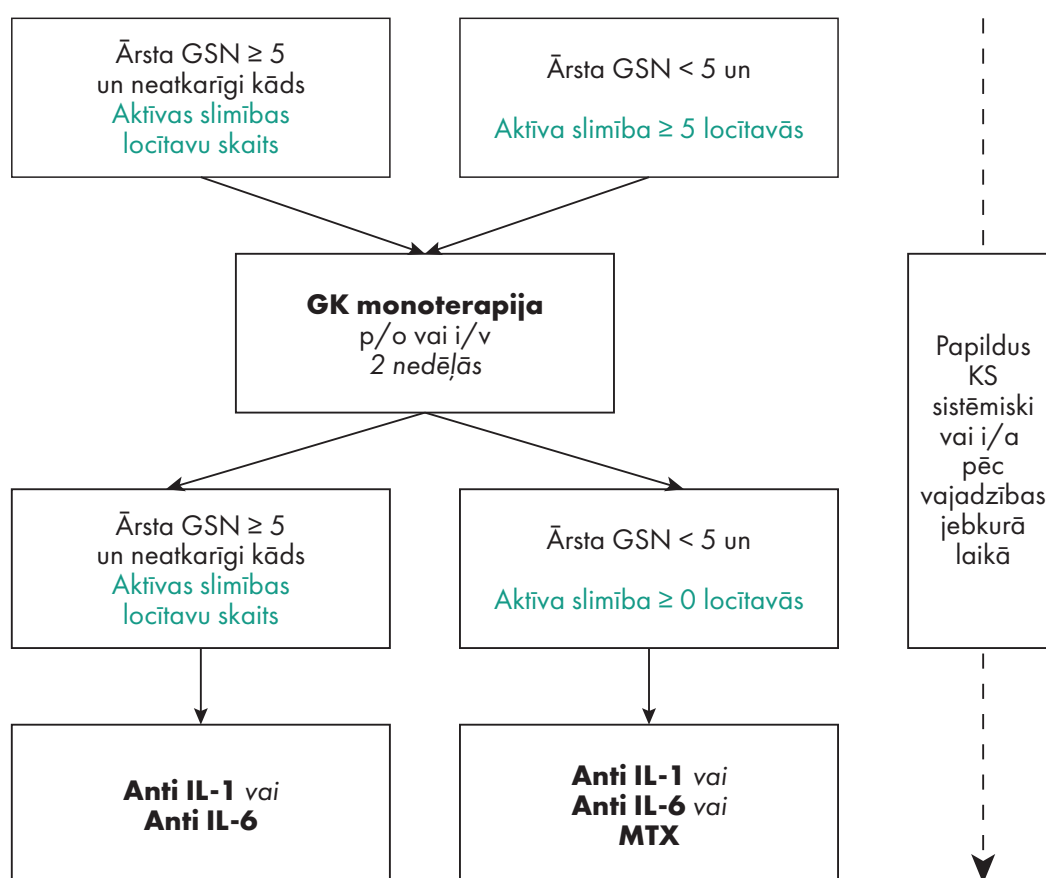 Ārsta GSN ≥ 5
un neatkarīgi kāds
Aktīvas slimības
locītavu skaits
Ārsta GSN < 5 un
Aktīva slimība ≥ 5 locītavās
GK monoterapija
p/o vai i/v
2 nedēļās
Papildus
KS
sistēmiski
vai i/a
pēc
vajadzības
jebkurā
laikā
Ārsta GSN ≥ 5
un neatkarīgi kāds
Aktīvas slimības
locītavu skaits
Ārsta GSN < 5 un
Aktīva slimība ≥ 0 locītavās
Anti IL-1 vai
Anti IL-6
Anti IL-1 vai
Anti IL-6 vai
MTX